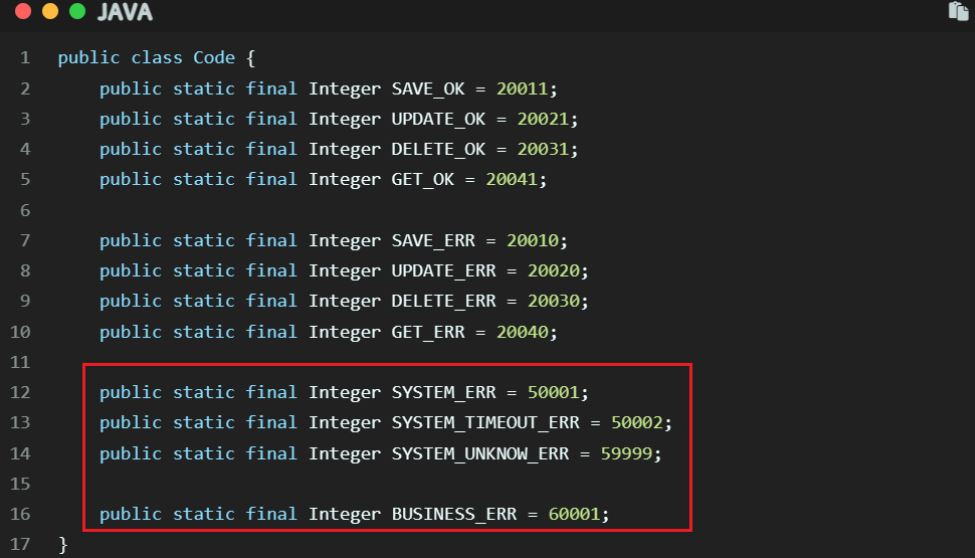 JAVA
1 public class Code {
2 public static final Integer SAVE_OK = 20011;
3 public static final Integer UPDATE_OK = 20021;
4 public static final Integer DELETE_OK = 20031;
5 public static final Integer GET_OK = 20041;
6
7 public static final Integer SAVE_ERR = 20010;
8 public static final Integer UPDATE_ERR = 20020;
9 public static final Integer DELETE_ERR = 20030;
10 public static final Integer GET_ERR = 20040;
11
12 public static final Integer SYSTEM_ERR = 50001;
13 public static final Integer SYSTEM_TIMEOUT_ERR = 50002;
14 public static final Integer SYSTEM_UNKNOW_ERR = 59999;
15
16 public static final Integer BUSINESS_ERR = 60001;
17 }